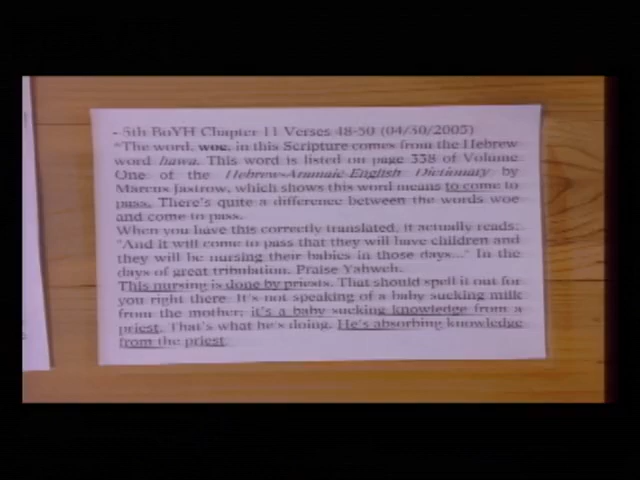 - 5th BoYH Chapter 11 Verses 48-50 (04/30/2005)
"The word, woe, in this Scripture comes from the Hebrew
word hawa. This word is listed on page 338 of Volume
One of the Hebrew-Aramaic-English Dictionary by
Marcus Jastrow, which shows this word means to come to
pass. There's quite a difference between the words woe
and come to pass.
When you have this correctly translated, it actually reads:
"And it will come to pass that they will have children and
they will be nursing their babies in those days..." In the
days of great tribulation. Praise Yahweh.
This nursing is done by priests. That should spell it out for
you right there. It's not speaking of a baby sucking milk
from the mother; it's a baby sucking knowledge from a
priest. That's what he's doing. He's absorbing knowledge
from the priest.